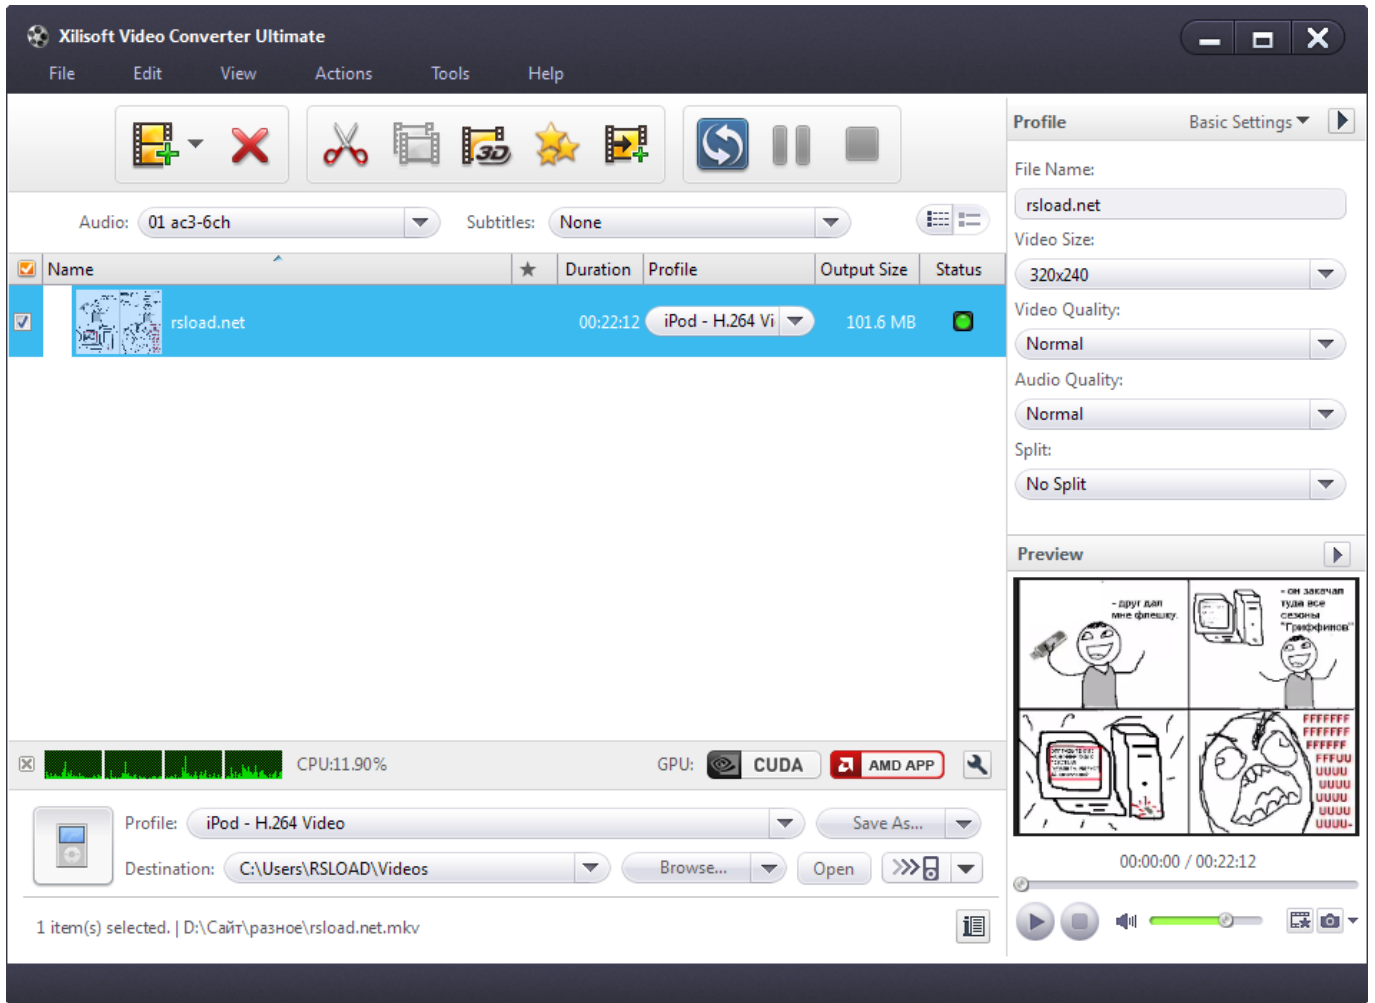 Xilisoft Video Converter Ultimate
File Edit View Actions Tools Help
3D
Audio: 01 ac3-6ch Subtitles: None
Name ★ Duration Profile Output Size Status
rsload.net 00:22:12 iPod - H.264 Vi 101.6 MB
CPU:11.90% GPU: CUDA AMD APP
Profile: iPod - H.264 Video Save As...
Destination: C:\Users\RSLOAD\Videos Browse... Open
1 item(s) selected. | D:\Сайт\разное\rsload.net.mkv
Profile Basic Settings
File Name:
rsload.net
Video Size:
320x240
Video Quality:
Normal
Audio Quality:
Normal
Split:
No Split
Preview
- друг дал
мне флешку.
- он закачал
туда все
сезоны
"Гриффинов"
FFFFFFF
FFFFFFF
FFFFFF
FFFUU
UUUU
UUUU
UUUU
UUUU
UUUU-
00:00:00 / 00:22:12